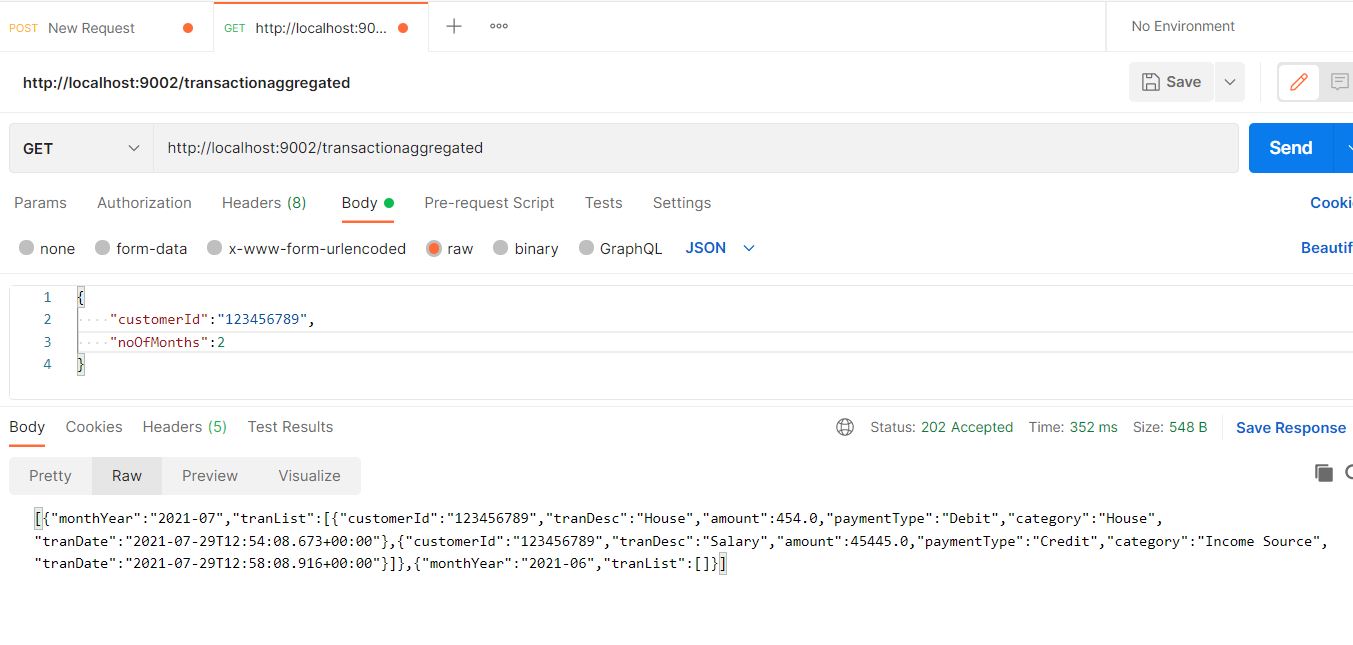 POST New Request GET http://localhost:90... No Environment
http://localhost:9002/transactionaggregated Save
GET http://localhost:9002/transactionaggregated Send
Params Authorization Headers (8) Body Pre-request Script Tests Settings Cooki
none form-data x-www-form-urlencoded raw binary GraphQL JSON Beautif
1 {
2 "customerId":"123456789",
3 "noOfMonths":2
4 }
Body Cookies Headers (5) Test Results Status: 202 Accepted Time: 352 ms Size: 548 B Save Response
Pretty Raw Preview Visualize
[{"monthYear":"2021-07","tranList":[{"customerId":"123456789","tranDesc":"House","amount":454.0,"paymentType":"Debit","category":"House",
"tranDate":"2021-07-29T12:54:08.673+00:00"},{"customerId":"123456789","tranDesc":"Salary","amount":45445.0,"paymentType":"Credit","category":"Income Source",
"tranDate":"2021-07-29T12:58:08.916+00:00"}]},{"monthYear":"2021-06","tranList":[]}]